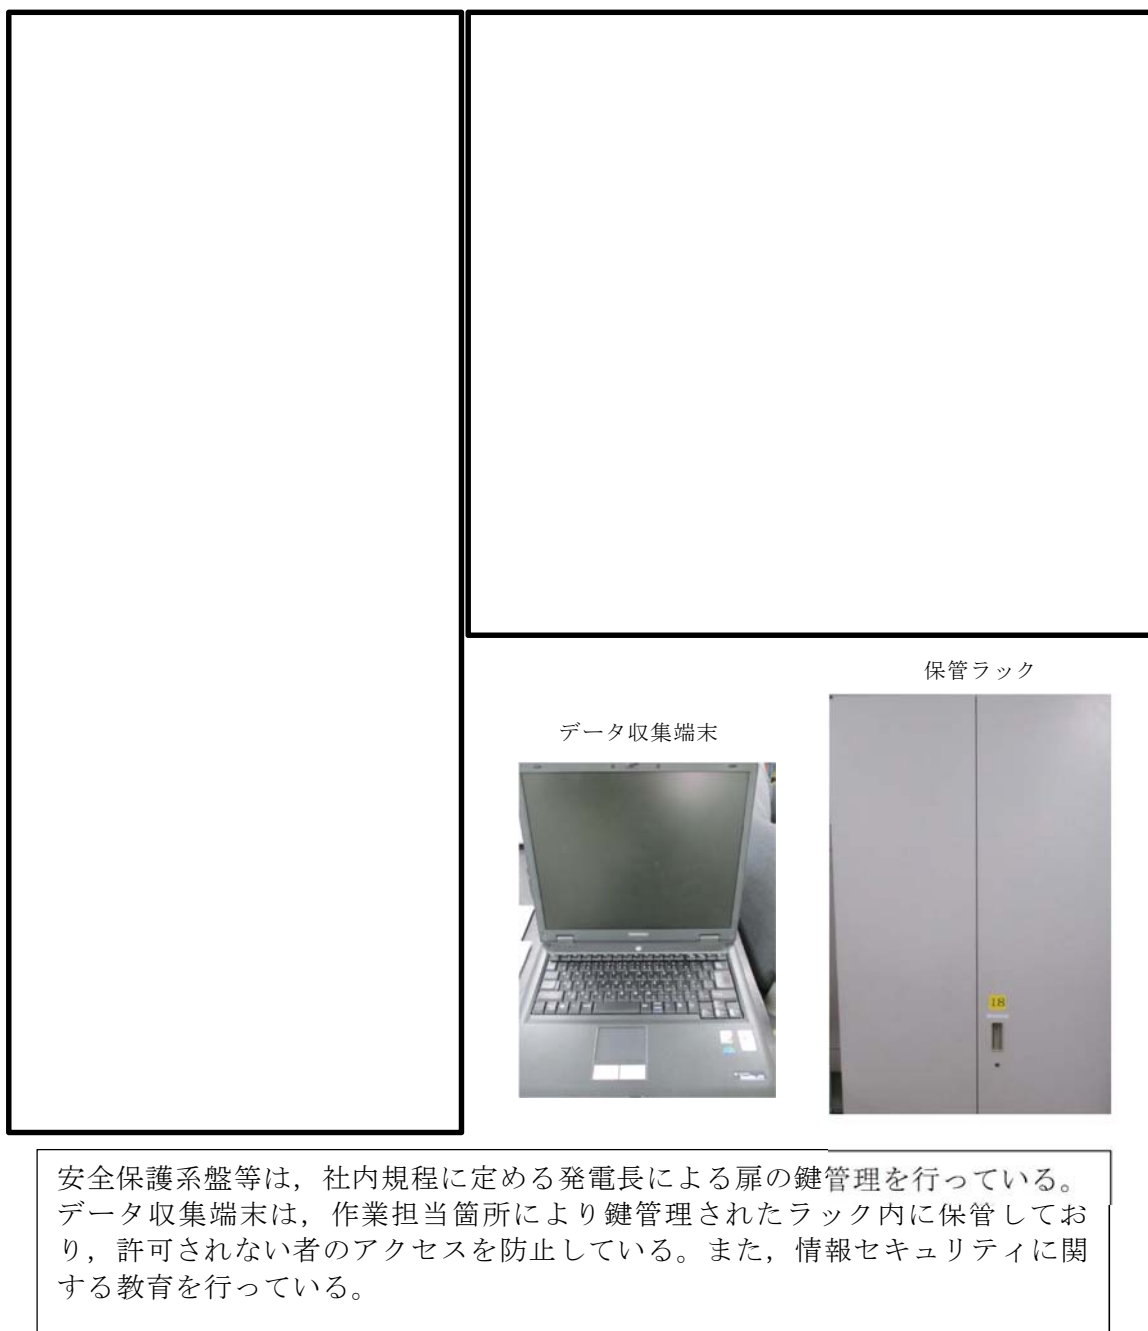 保管ラック
データ収集端末
18
安全保護系盤等は，社内規程に定める発電長による扉の鍵管理を行っている。
データ収集端末は，作業担当箇所により鍵管理されたラック内に保管してお
り，許可されない者のアクセスを防止している。また，情報セキュリティに関
する教育を行っている。